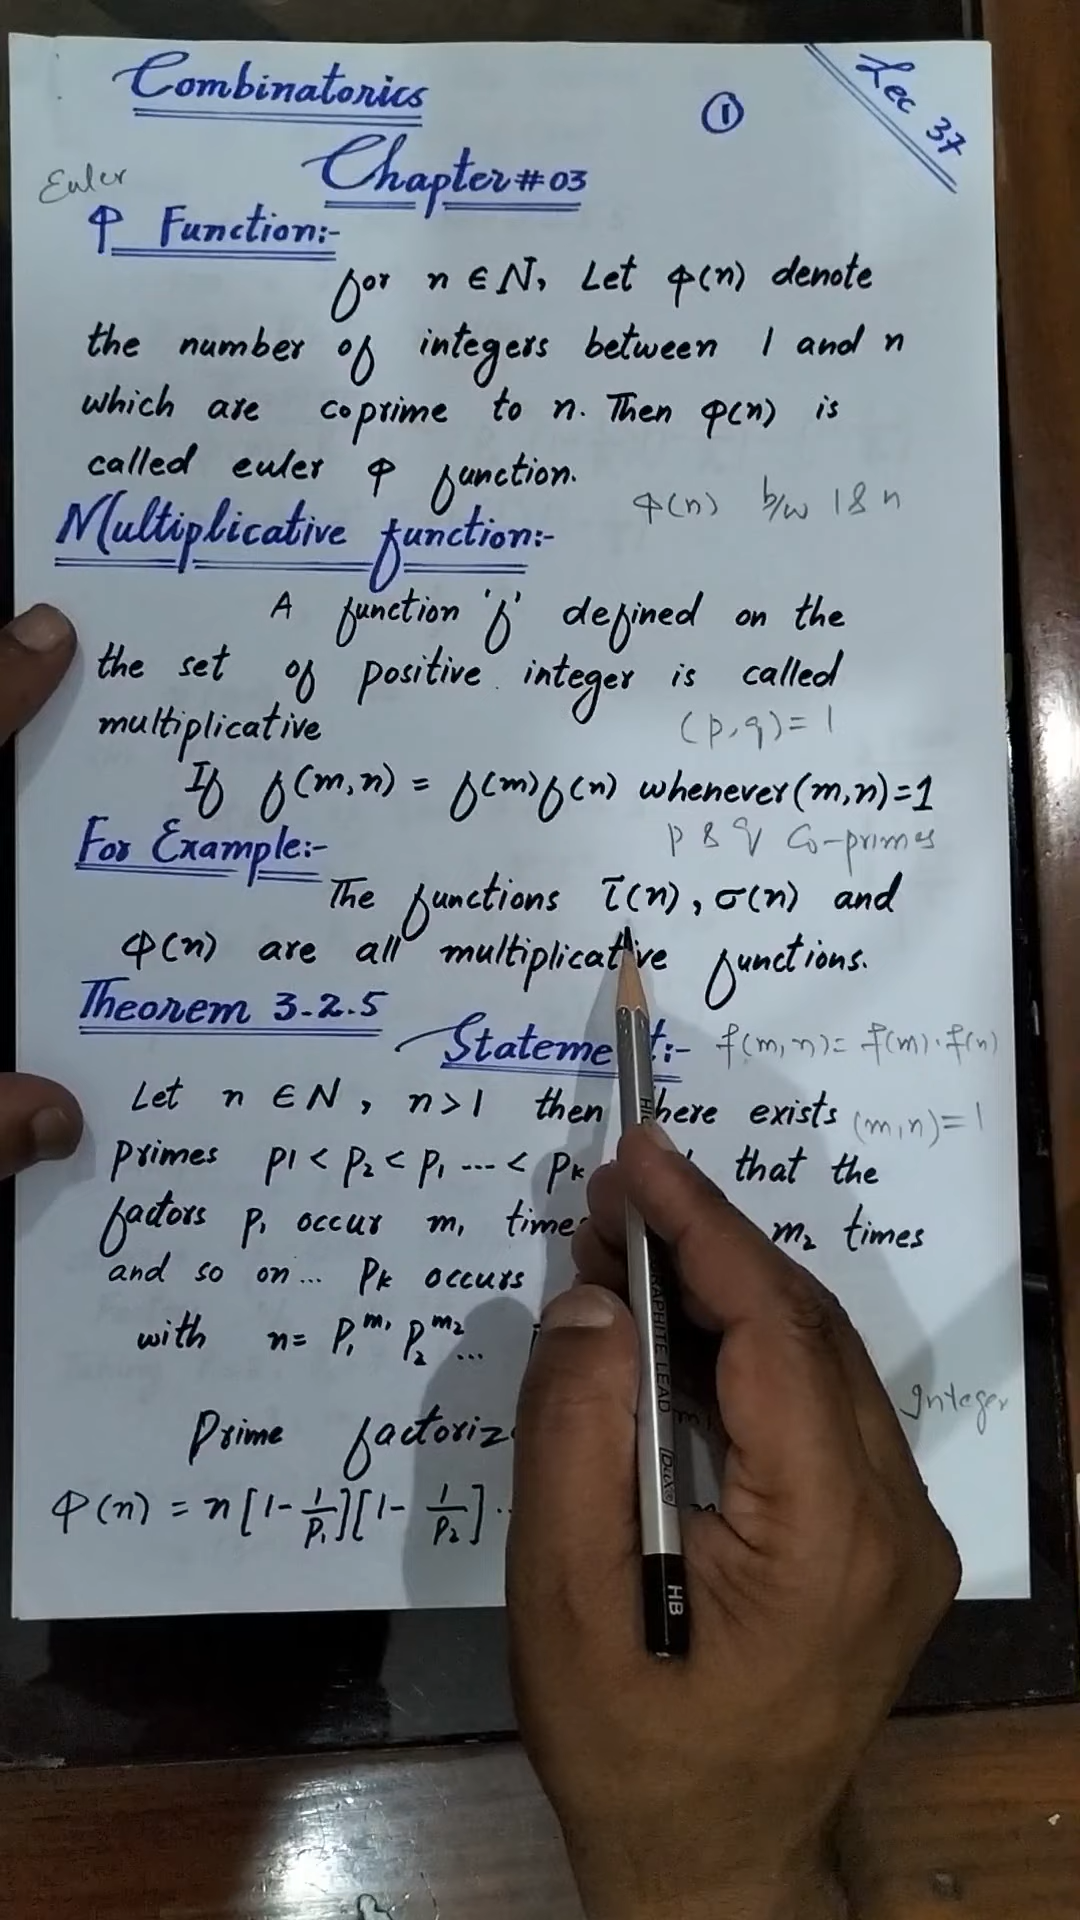 Combinatorics
①
Lec 37
Chapter # 03
Euler
φ Function:-
for n ∈ N, Let φ(n) denote
the number of integers between 1 and n
which are coprime to n. Then φ(n) is
called euler φ function.
φ(n) b/w 1 & n
Multiplicative function:-
A function 'f' defined on the
the set of positive integer is called
multiplicative
(p,q)=1
If f(m,n) = f(m)f(n) whenever (m,n)=1
p & q Co-primes
For Example:-
The functions τ(n), σ(n) and
φ(n) are all multiplicative functions.
Theorem 3.2.5
Stateme t:-
f(m,n)= f(m).f(n)
Let n ∈ N, n>1 then here exists
(m,n)=1
primes p1 < p₂ < p₁ ... < pₖ that the
factors p₁ occur m₁ time m₂ times
and so on... Pₖ occurs
with n= P₁^m₁ P₂^m₂ ...
Integer
Prime factoriz
φ(n) = n[1- 1/P₁][1- 1/P₂]..
GRAPHITE LEAD
HB